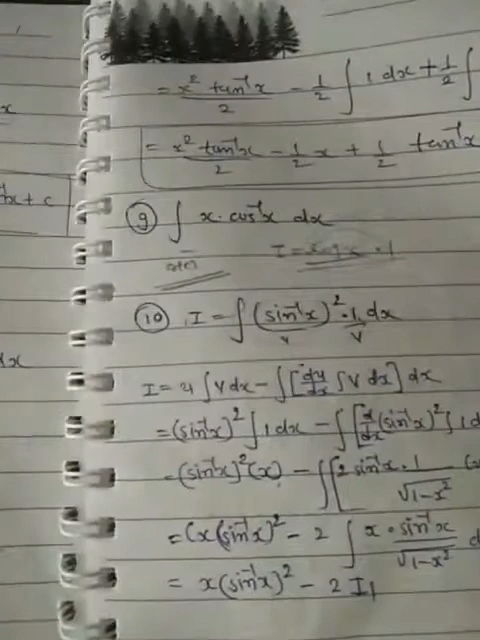 = x² tan⁻¹x / 2 - 1/2 ∫ 1 dx + 1/2 ∫
= x² tan⁻¹x / 2 - 1/2 x + 1/2 tan⁻¹x
⑨ ∫ x. cos⁻¹x dx
⑩ I = ∫ (sin⁻¹x)² . 1 dx
u v
I = u ∫ v dx - ∫ [du/dx ∫ v dx] dx
= (sin⁻¹x)² ∫ 1 dx - ∫ [d/dx (sin⁻¹x)² ∫ 1 d
= (sin⁻¹x)² (x) - ∫ [2 sin⁻¹x . 1 / √1-x²
= (x (sin⁻¹x)² - 2 ∫ x . sin⁻¹x / √1-x² d
= x (sin⁻¹x)² - 2 I₁
x
x + c
dx